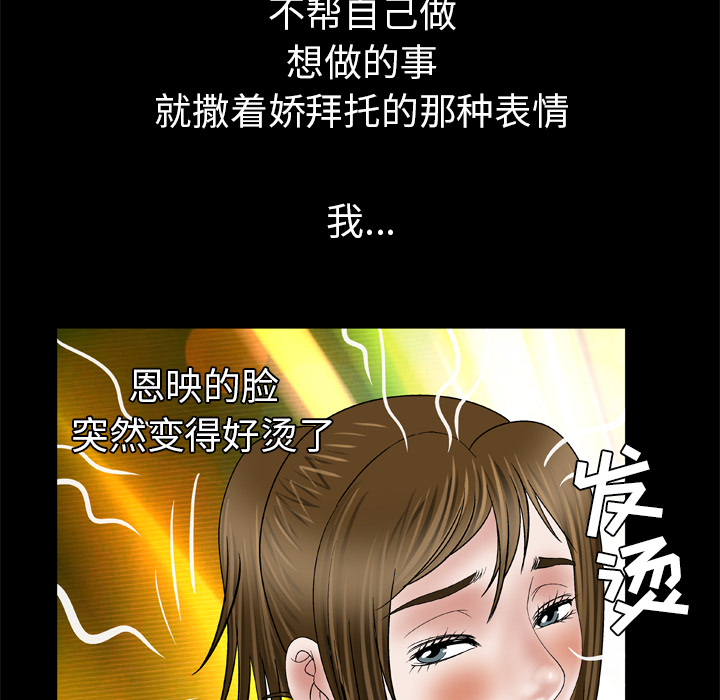 不帮自己做
想做的事
就撒着娇拜托的那种表情
我...
恩映的脸
突然变得好烫了
发烫